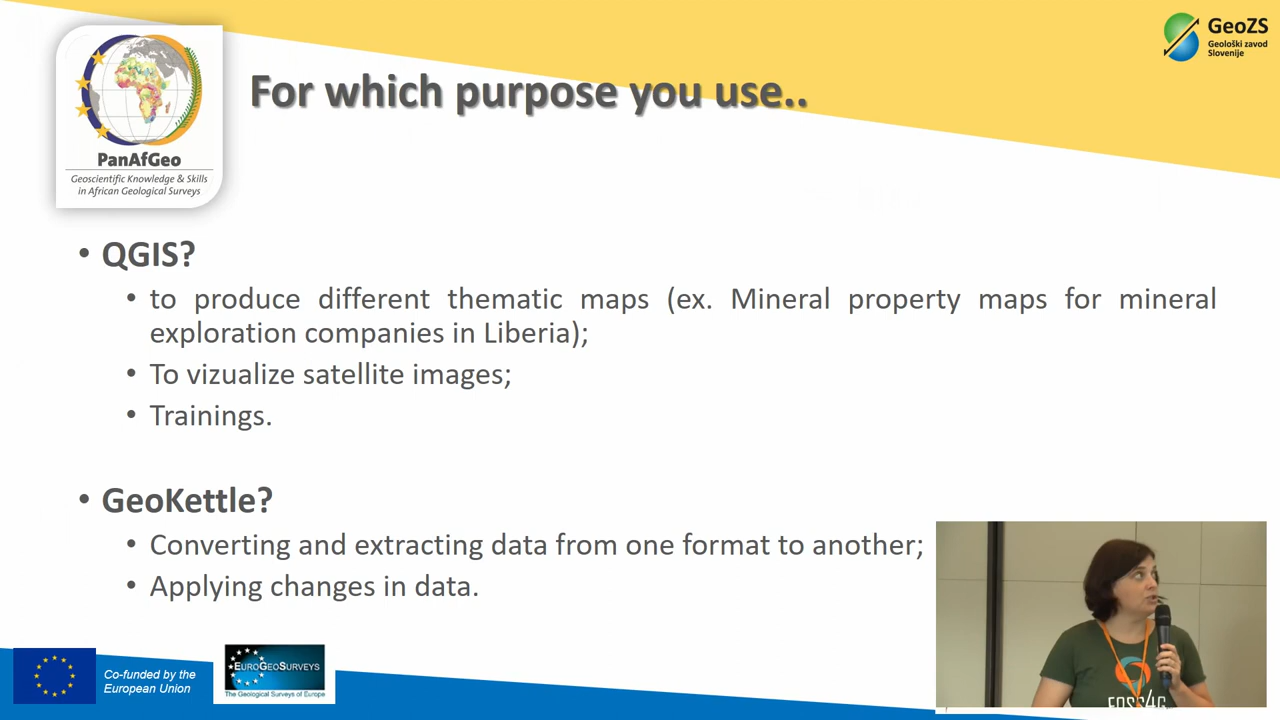 GeoZS
Geološki zavod
Slovenije
For which purpose you use..
PanAfGeo
Geoscientific Knowledge & Skills
in African Geological Surveys
• QGIS?
• to produce different thematic maps (ex. Mineral property maps for mineral
exploration companies in Liberia);
• To vizualize satellite images;
• Trainings.
• GeoKettle?
• Converting and extracting data from one format to another;
• Applying changes in data.
Co-funded by the
European Union
EuroGeoSurveys
The Geological Surveys of Europe
FOSS4G